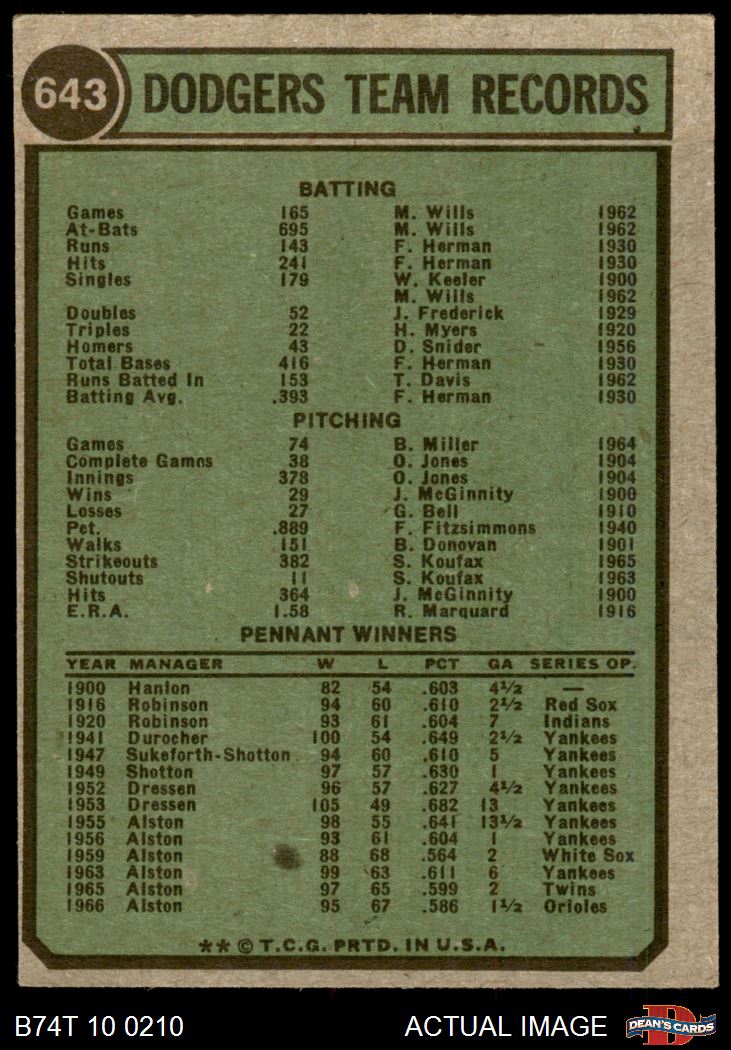 643 DODGERS TEAM RECORDS
BATTING
Games 165 M. Wills 1962
At-Bats 695 M. Wills 1962
Runs 143 F. Herman 1930
Hits 241 F. Herman 1930
Singles 179 W. Keeler 1900
M. Wills 1962
Doubles 52 J. Frederick 1929
Triples 22 H. Myers 1920
Homers 43 D. Snider 1956
Total Bases 416 F. Herman 1930
Runs Batted In 153 T. Davis 1962
Batting Avg. .393 F. Herman 1930
PITCHING
Games 74 B. Miller 1964
Complete Games 38 O. Jones 1904
Innings 378 O. Jones 1904
Wins 29 J. McGinnity 1900
Losses 27 G. Bell 1910
Pct. .889 F. Fitzsimmons 1940
Walks 151 B. Donovan 1901
Strikeouts 382 S. Koufax 1965
Shutouts 11 S. Koufax 1963
Hits 364 J. McGinnity 1900
E.R.A. 1.58 R. Marquard 1916
PENNANT WINNERS
YEAR MANAGER W L PCT GA SERIES OP.
1900 Hanlon 82 54 .603 4½ —
1916 Robinson 94 60 .610 2½ Red Sox
1920 Robinson 93 61 .604 7 Indians
1941 Durocher 100 54 .649 2½ Yankees
1947 Sukeforth-Shotton 94 60 .610 5 Yankees
1949 Shotton 97 57 .630 1 Yankees
1952 Dressen 96 57 .627 4½ Yankees
1953 Dressen 105 49 .682 13 Yankees
1955 Alston 98 55 .641 13½ Yankees
1956 Alston 93 61 .604 1 Yankees
1959 Alston 88 68 .564 2 White Sox
1963 Alston 99 63 .611 6 Yankees
1965 Alston 97 65 .599 2 Twins
1966 Alston 95 67 .586 1½ Orioles
** © T.C.G. PRTD. IN U.S.A.
B74T 10 0210 ACTUAL IMAGE D DEAN'S CARDS